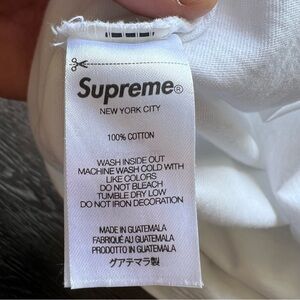 Supreme®
NEW YORK CITY
100% COTTON
WASH INSIDE OUT
MACHINE WASH COLD WITH
LIKE COLORS
DO NOT BLEACH
TUMBLE DRY LOW
DO NOT IRON DECORATION
MADE IN GUATEMALA
FABRIQUÉ AU GUATEMALA
PRODOTTO IN GUATEMALA
グアテマラ製